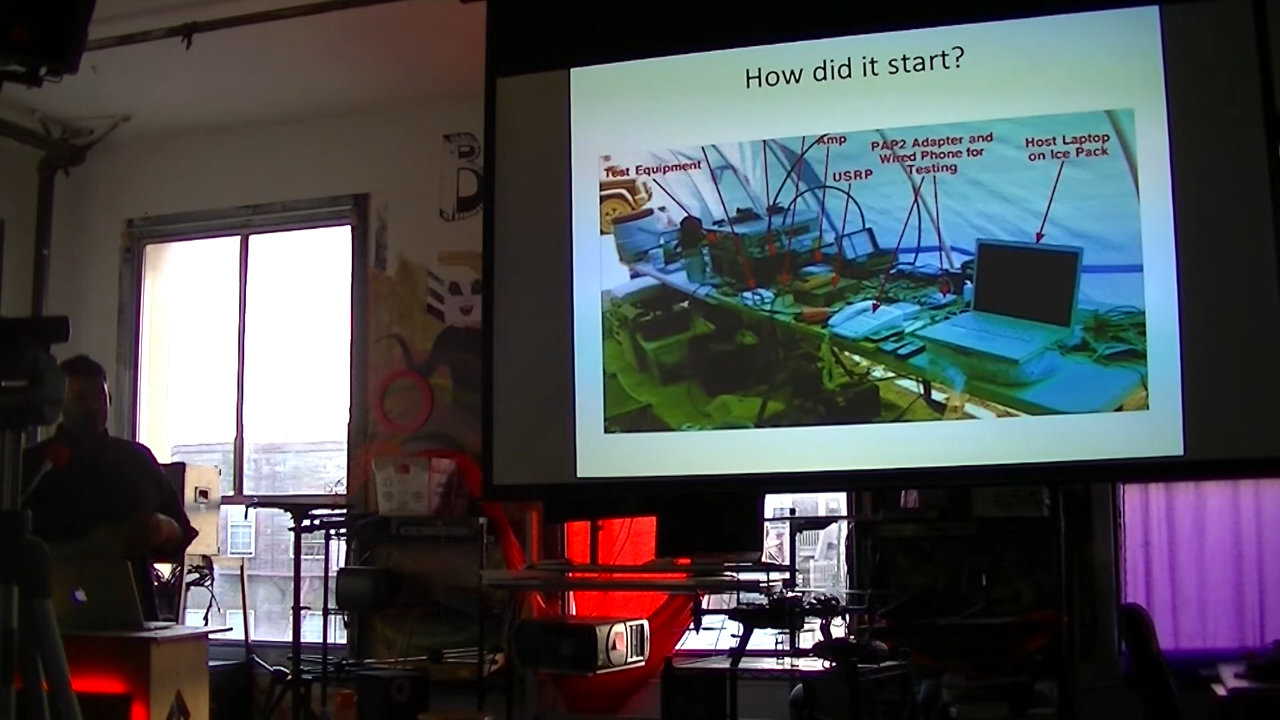 How did it start?
Test Equipment
Amp
USRP
PAP2 Adapter and
Wired Phone for
Testing
Host Laptop
on Ice Pack
B